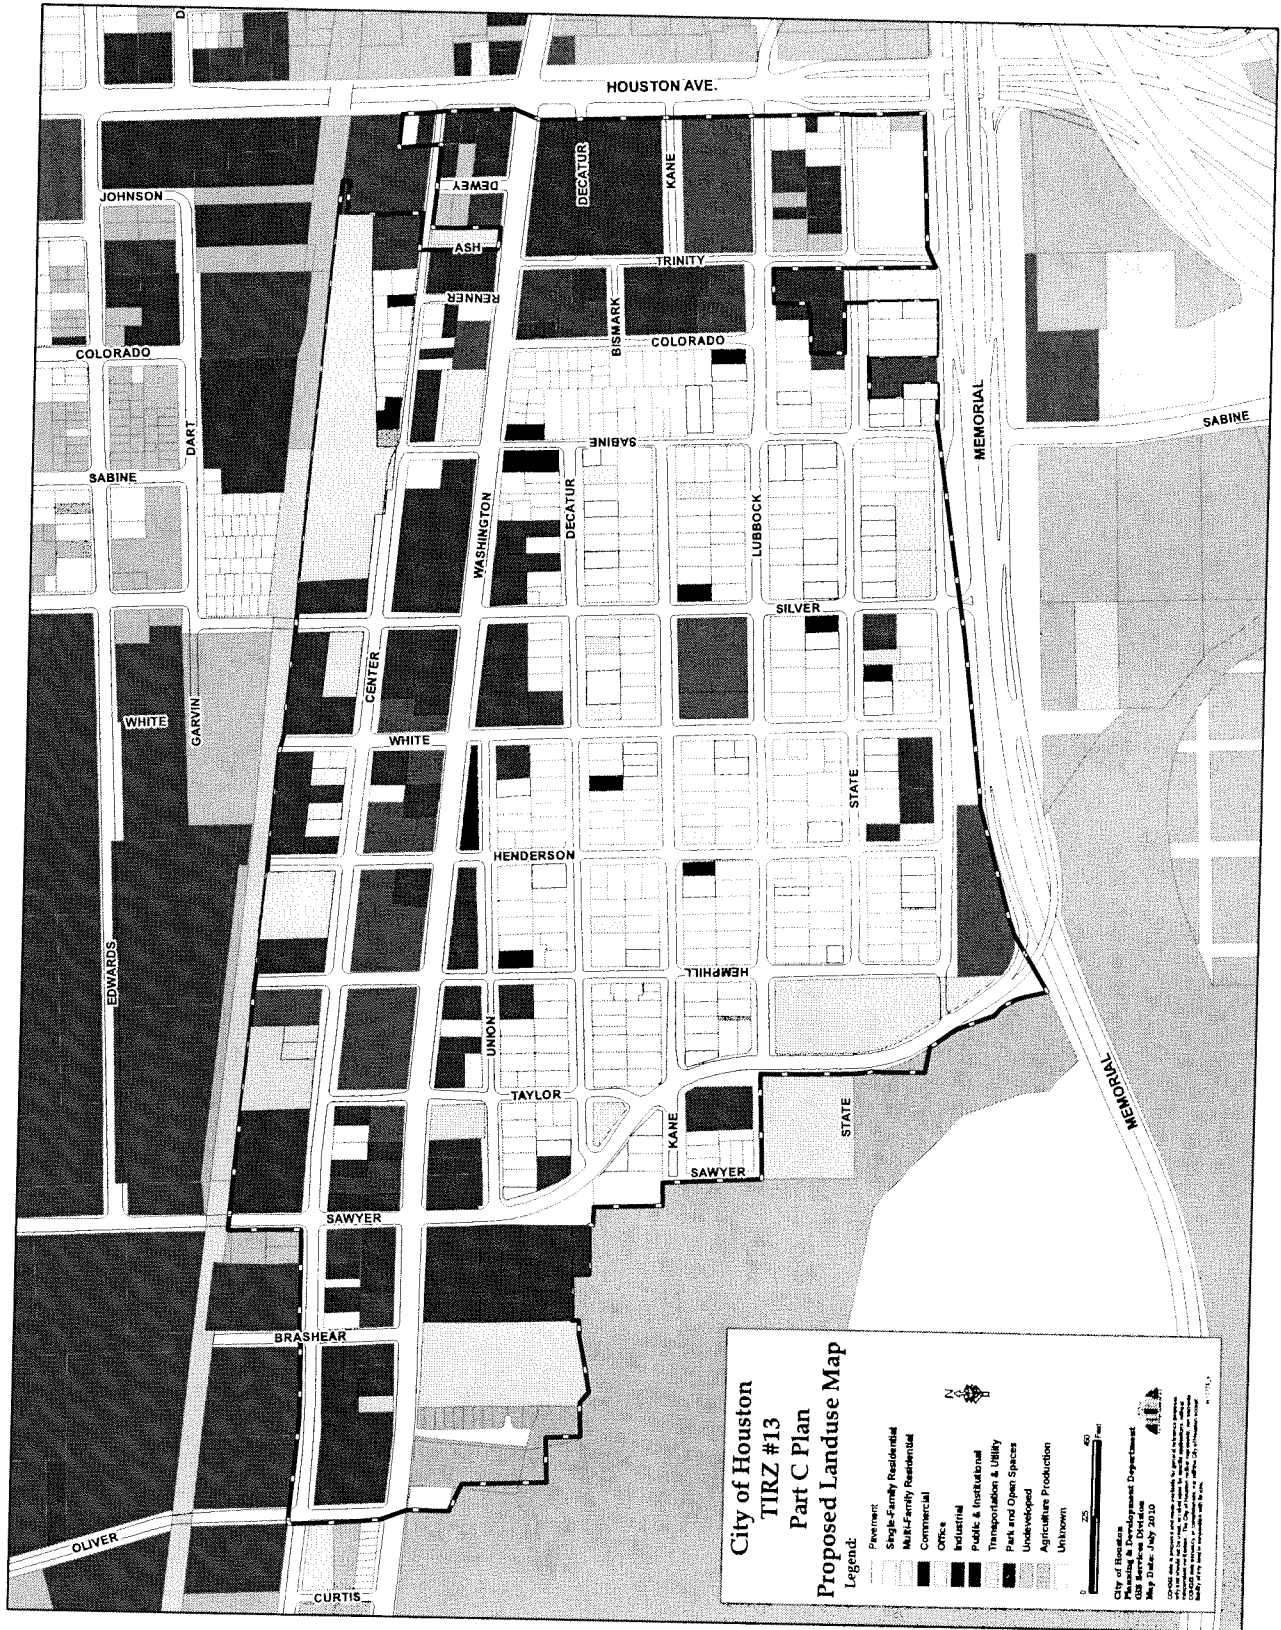 HOUSTON AVE.
DECATUR
KANE
DEWEY
JOHNSON
ASH
TRINITY
RENNER
BISMARK
COLORADO
COLORADO
DART
MEMORIAL
SABINE
SABINE
SABINE
WASHINGTON
DECATUR
LUBBOCK
SILVER
CENTER
GARVIN
WHITE
WHITE
STATE
HENDERSON
EDWARDS
HEMPHILL
UNION
TAYLOR
KANE
STATE
MEMORIAL
SAWYER
SAWYER
BRASHEAR
OLIVER
CURTIS
City of Houston
TIRZ #13
Part C Plan
Proposed Landuse Map
Legend:
Pavement
Single-Family Residential
Multi-Family Residential
Commercial
Office
Industrial
Public & Institutional
Transportation & Utility
Park and Open Spaces
Undeveloped
Agriculture Production
Unknown
N
0 225 450
Feet
City of Houston
Planning & Development Department
GIS Services Division
Map Date: July 2010